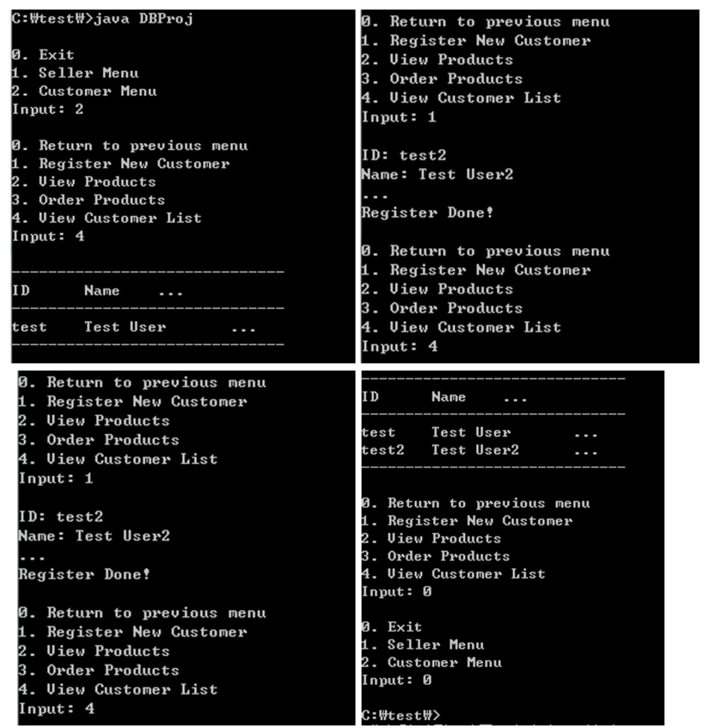 C:₩test₩>java DBProj
0. Exit
1. Seller Menu
2. Customer Menu
Input: 2
0. Return to previous menu
1. Register New Customer
2. View Products
3. Order Products
4. View Customer List
Input: 4
------------------------------
ID Name ...
------------------------------
test Test User ...
------------------------------
0. Return to previous menu
1. Register New Customer
2. View Products
3. Order Products
4. View Customer List
Input: 1
ID: test2
Name: Test User2
...
Register Done!
0. Return to previous menu
1. Register New Customer
2. View Products
3. Order Products
4. View Customer List
Input: 4
0. Return to previous menu
1. Register New Customer
2. View Products
3. Order Products
4. View Customer List
Input: 1
ID: test2
Name: Test User2
...
Register Done!
0. Return to previous menu
1. Register New Customer
2. View Products
3. Order Products
4. View Customer List
Input: 4
------------------------------
ID Name ...
------------------------------
test Test User ...
test2 Test User2 ...
------------------------------
0. Return to previous menu
1. Register New Customer
2. View Products
3. Order Products
4. View Customer List
Input: 0
0. Exit
1. Seller Menu
2. Customer Menu
Input: 0
C:₩test₩>